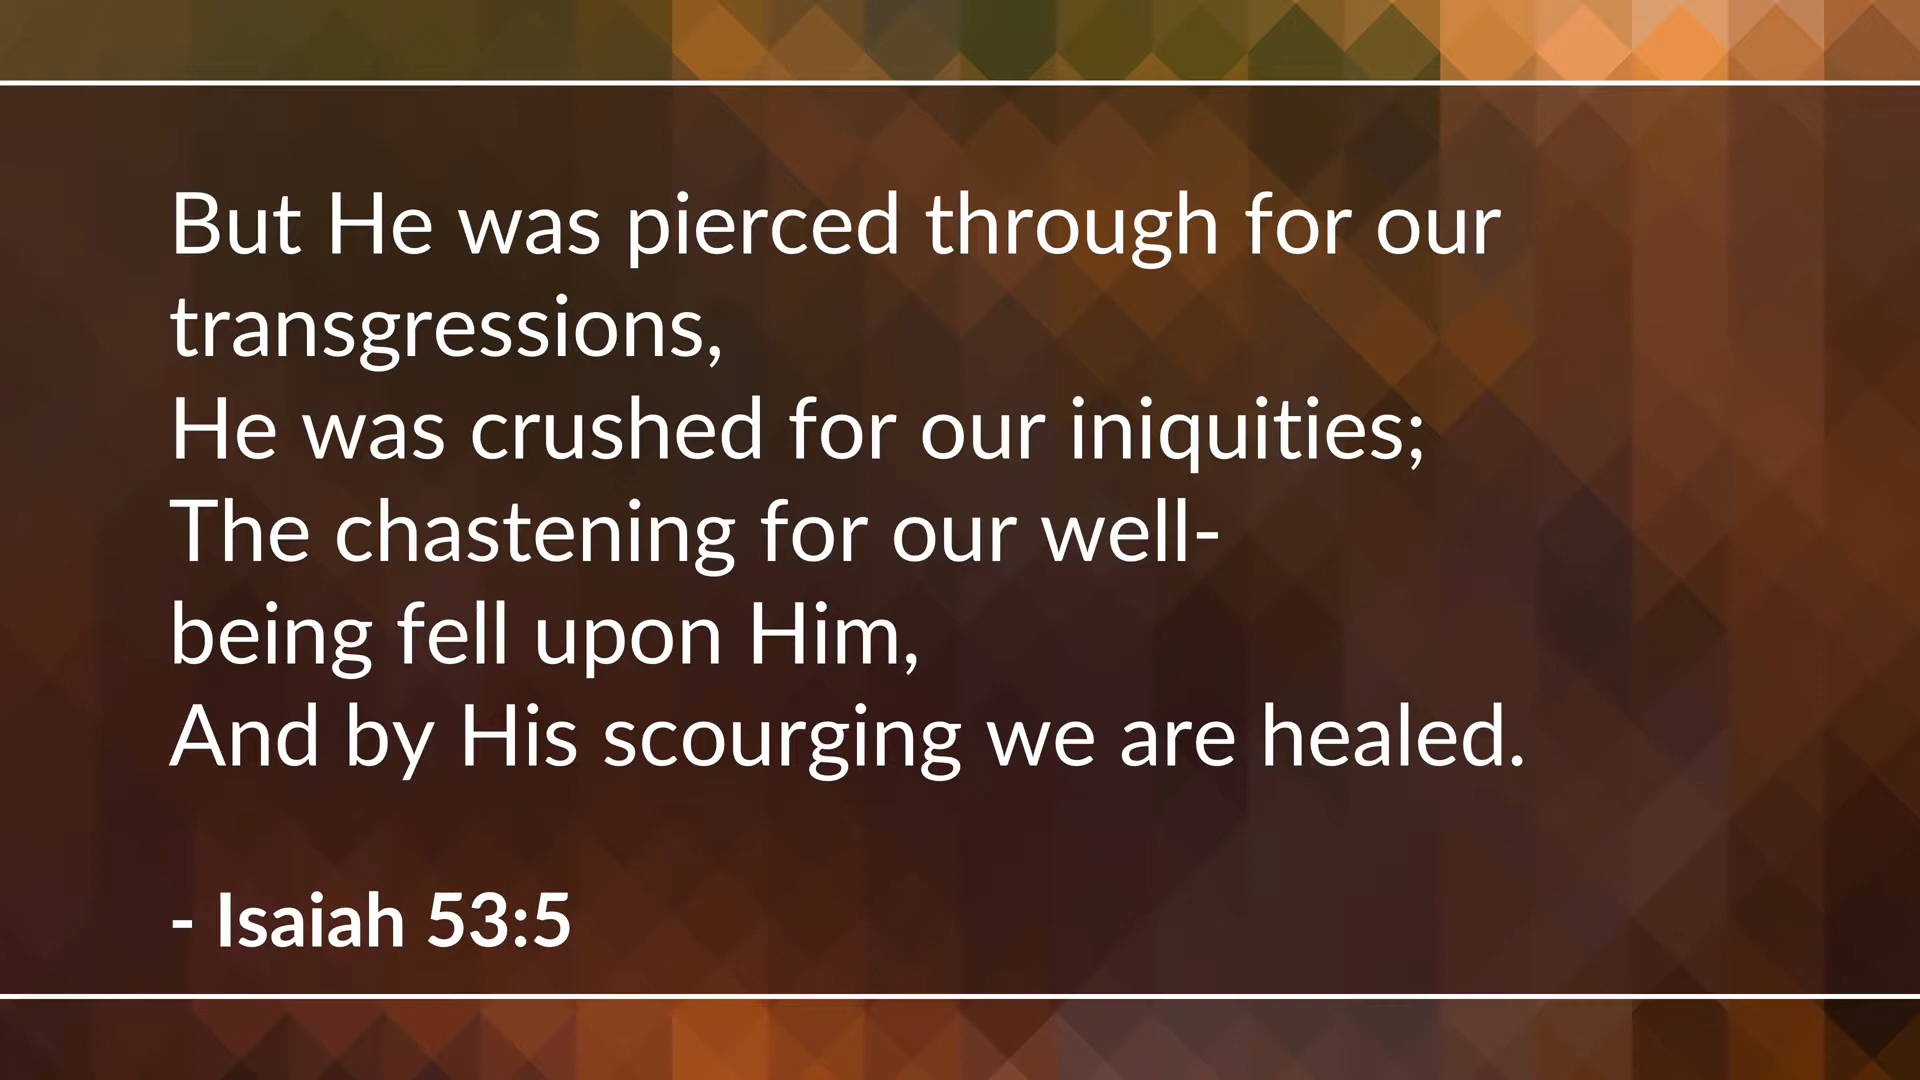 But He was pierced through for our
transgressions,
He was crushed for our iniquities;
The chastening for our well-
being fell upon Him,
And by His scourging we are healed.
- Isaiah 53:5